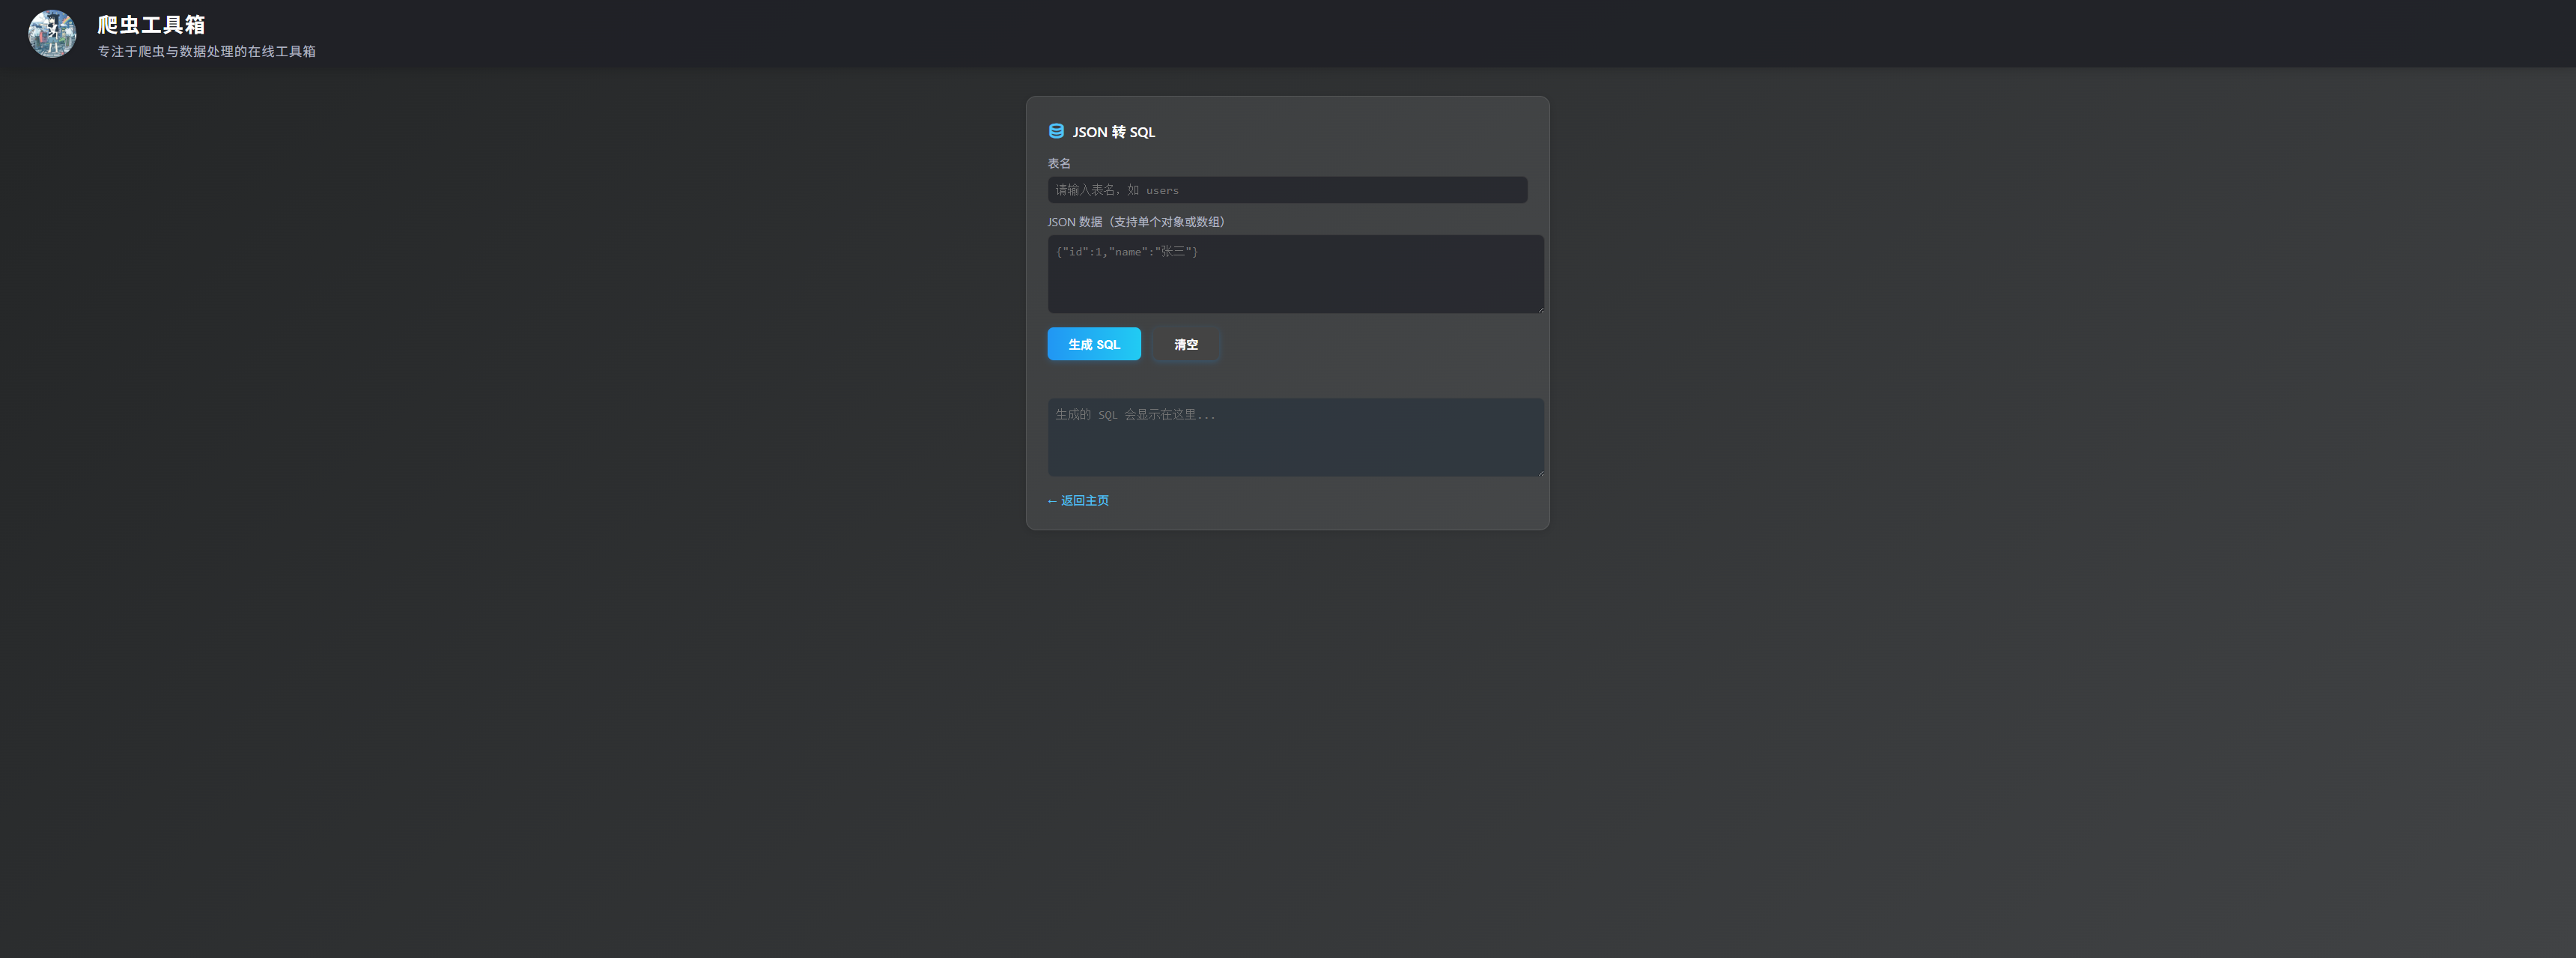 爬虫工具箱
专注于爬虫与数据处理的在线工具箱
JSON 转 SQL
表名
请输入表名，如 users
JSON 数据（支持单个对象或数组）
{"id":1,"name":"张三"}
生成 SQL
清空
生成的 SQL 会显示在这里...
← 返回主页